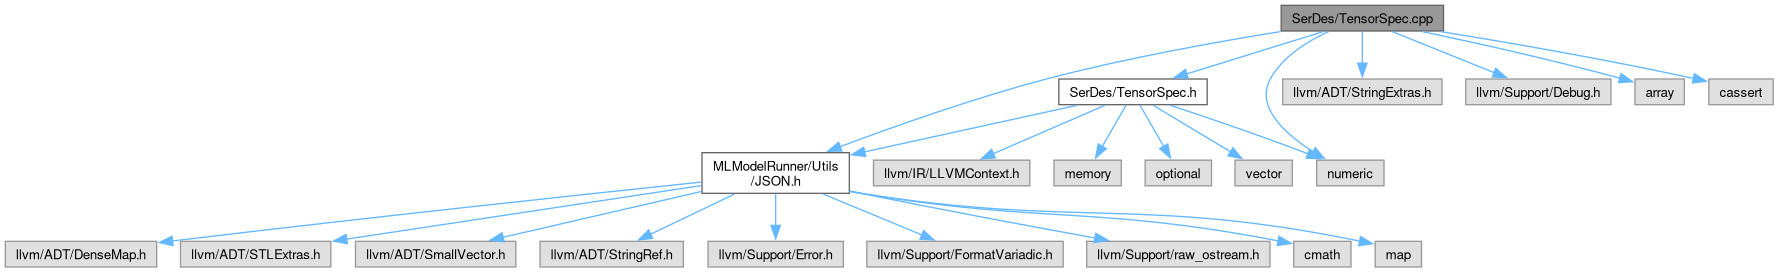 SerDes/TensorSpec.cpp
SerDes/TensorSpec.h
llvm/ADT/StringExtras.h
llvm/Support/Debug.h
array
cassert
MLModelRunner/Utils
/JSON.h
llvm/IR/LLVMContext.h
memory
optional
vector
numeric
llvm/ADT/DenseMap.h
llvm/ADT/STLExtras.h
llvm/ADT/SmallVector.h
llvm/ADT/StringRef.h
llvm/Support/Error.h
llvm/Support/FormatVariadic.h
llvm/Support/raw_ostream.h
cmath
map